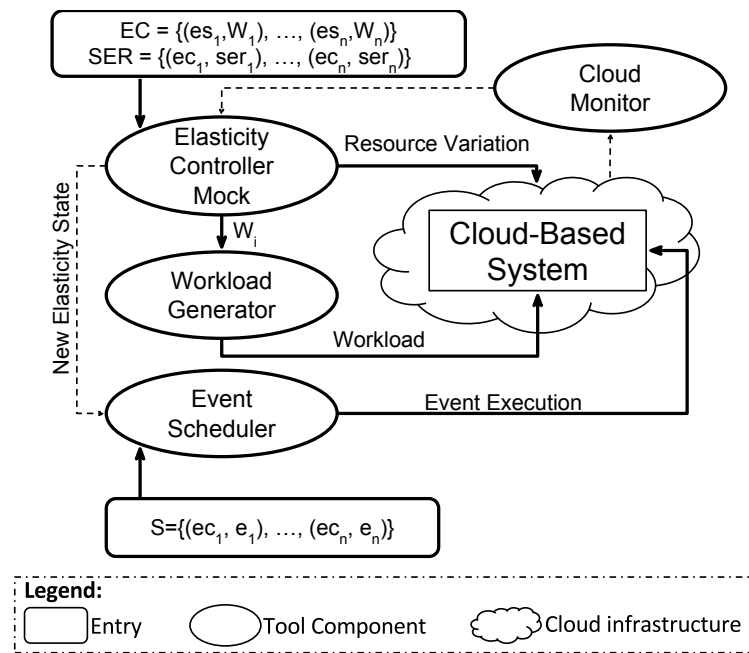 EC = {(es₁,W₁), …, (esₙ,Wₙ)}
SER = {(ec₁, ser₁), …, (ecₙ, serₙ)}
Cloud
Monitor
Elasticity
Controller
Mock
Resource Variation
New Elasticity State
Wᵢ
Cloud-Based
System
Workload
Generator
Workload
Event
Scheduler
Event Execution
S={(ec₁, e₁), …, (ecₙ, eₙ)}
Legend:
Entry
Tool Component
Cloud infrastructure